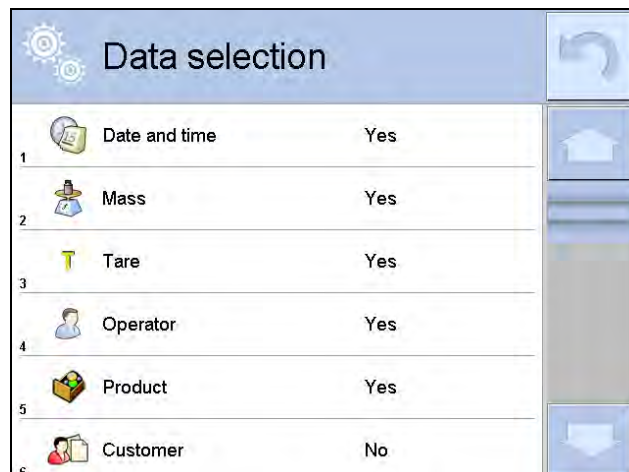 Data selection
1 Date and time Yes
2 Mass Yes
3 Tare Yes
4 Operator Yes
5 Product Yes
6 Customer No